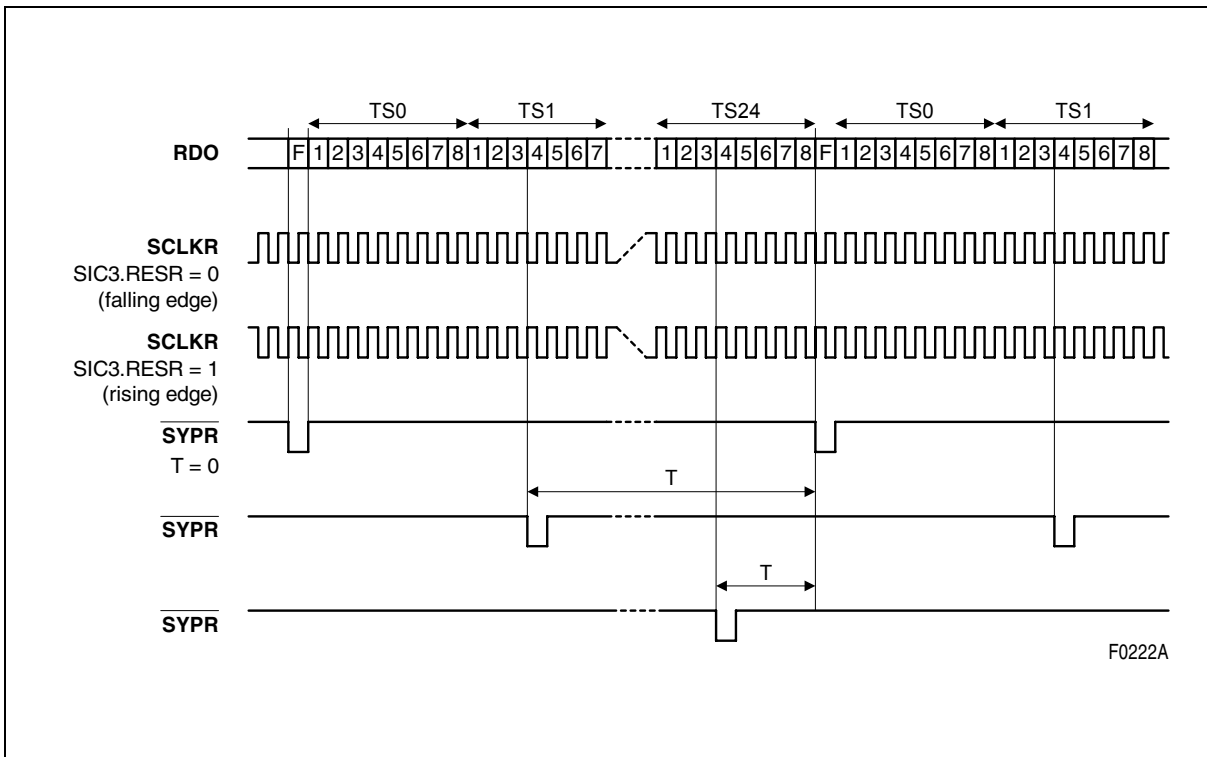 TS0 TS1 TS24 TS0 TS1
RDO F 1 2 3 4 5 6 7 8 1 2 3 4 5 6 7 1 2 3 4 5 6 7 8 F 1 2 3 4 5 6 7 8 1 2 3 4 5 6 7 8
SCLKR
SIC3.RESR = 0
(falling edge)
SCLKR
SIC3.RESR = 1
(rising edge)
SYPR
T = 0
T
SYPR
T
SYPR
F0222A